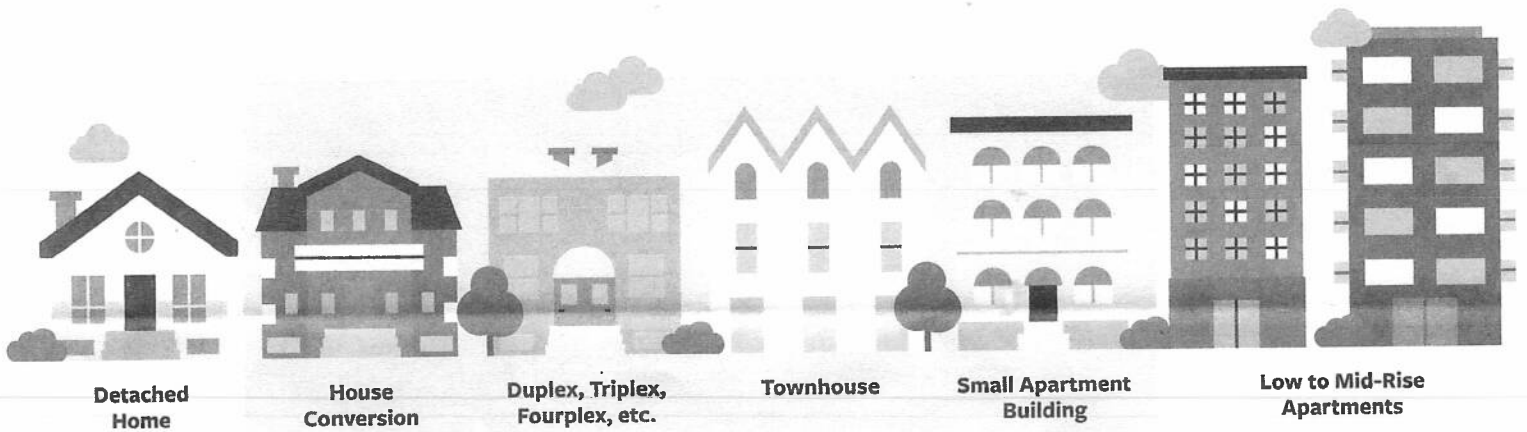 Detached
Home
House
Conversion
Duplex, Triplex,
Fourplex, etc.
Townhouse
Small Apartment
Building
Low to Mid-Rise
Apartments